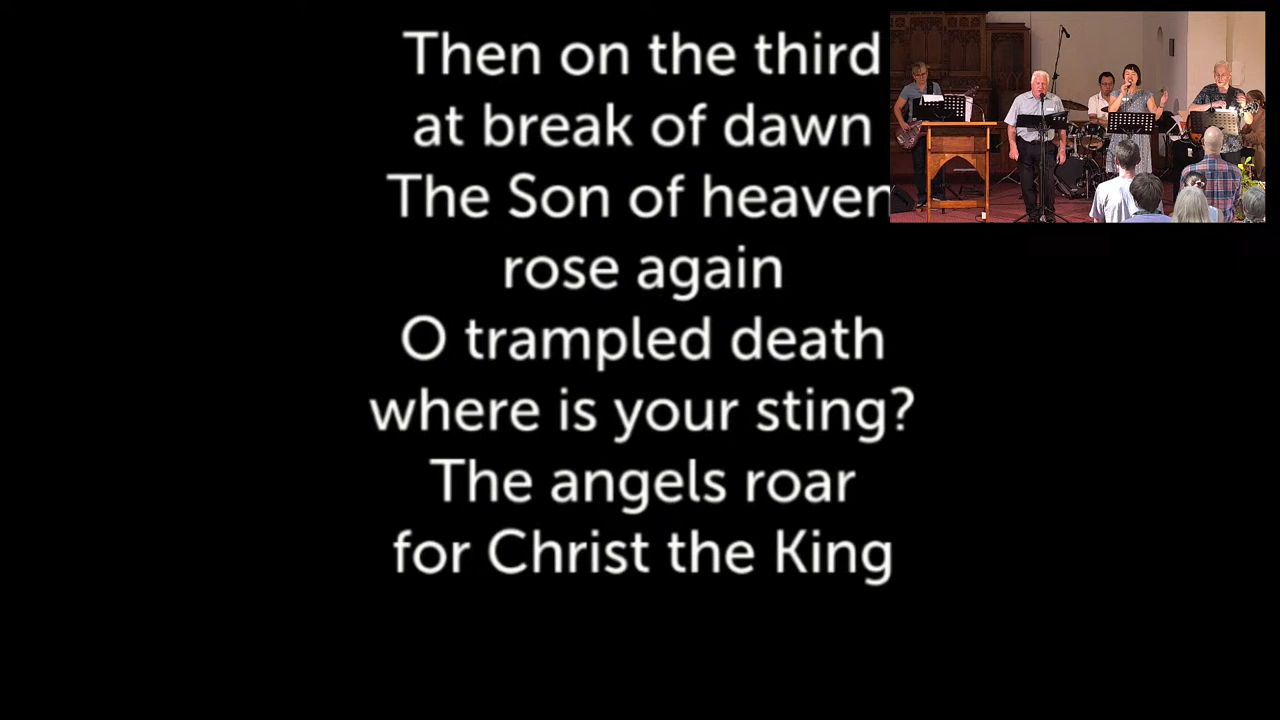 Then on the third
at break of dawn
The Son of heaven
rose again
O trampled death
where is your sting?
The angels roar
for Christ the King